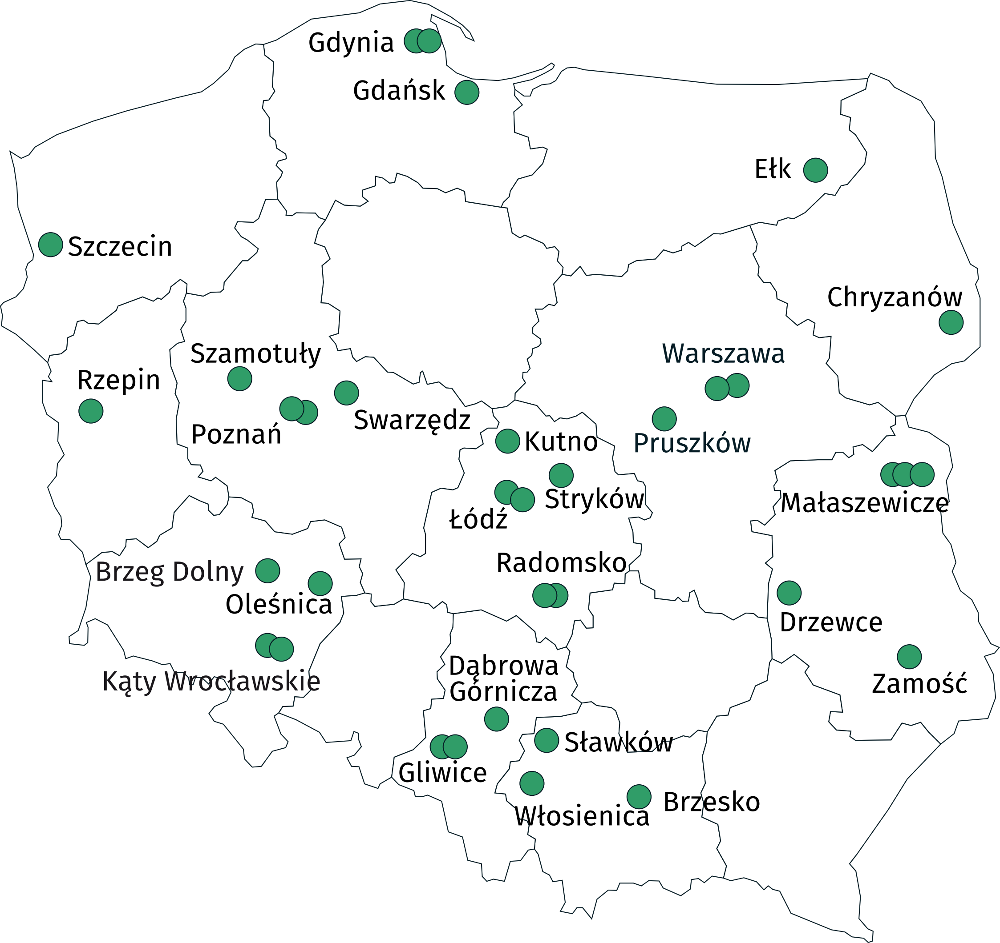 Gdynia
Gdańsk
Ełk
Szczecin
Chryzanów
Szamotuły
Warszawa
Rzepin
Swarzędz
Poznań
Kutno
Pruszków
Stryków
Małaszewicze
Łódź
Radomsko
Brzeg Dolny
Oleśnica
Drzewce
Dąbrowa
Górnicza
Kąty Wrocławskie
Zamość
Sławków
Gliwice
Brzesko
Włosienica